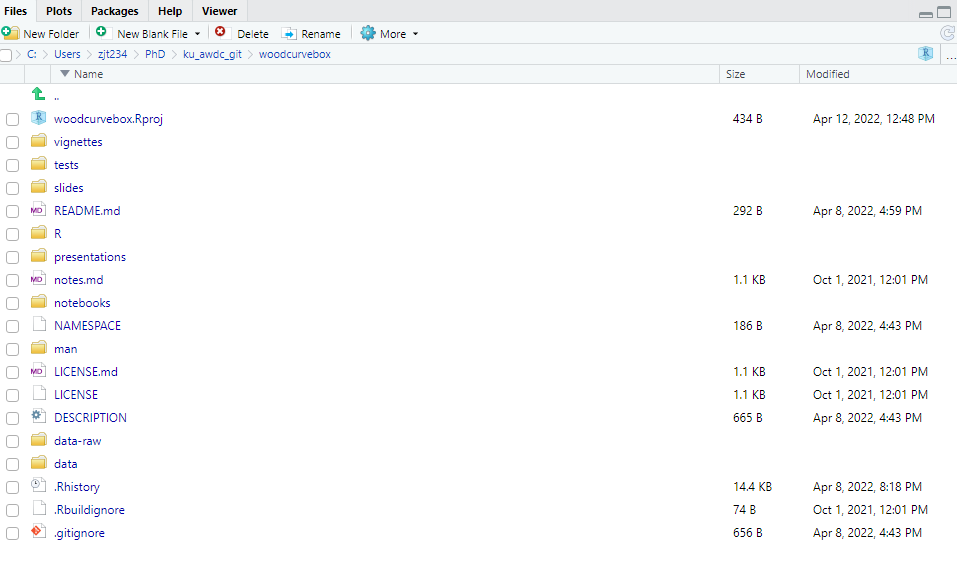 Files Plots Packages Help Viewer
New Folder New Blank File Delete Rename More
C: Users zjt234 PhD ku_awdc_git woodcurvebox R ...
Name Size Modified
..
woodcurvebox.Rproj 434 B Apr 12, 2022, 12:48 PM
vignettes
tests
slides
README.md 292 B Apr 8, 2022, 4:59 PM
R
presentations
notes.md 1.1 KB Oct 1, 2021, 12:01 PM
notebooks
NAMESPACE 186 B Apr 8, 2022, 4:43 PM
man
LICENSE.md 1.1 KB Oct 1, 2021, 12:01 PM
LICENSE 1.1 KB Oct 1, 2021, 12:01 PM
DESCRIPTION 665 B Apr 8, 2022, 4:43 PM
data-raw
data
.Rhistory 14.4 KB Apr 8, 2022, 8:18 PM
.Rbuildignore 74 B Oct 1, 2021, 12:01 PM
.gitignore 656 B Apr 8, 2022, 4:43 PM